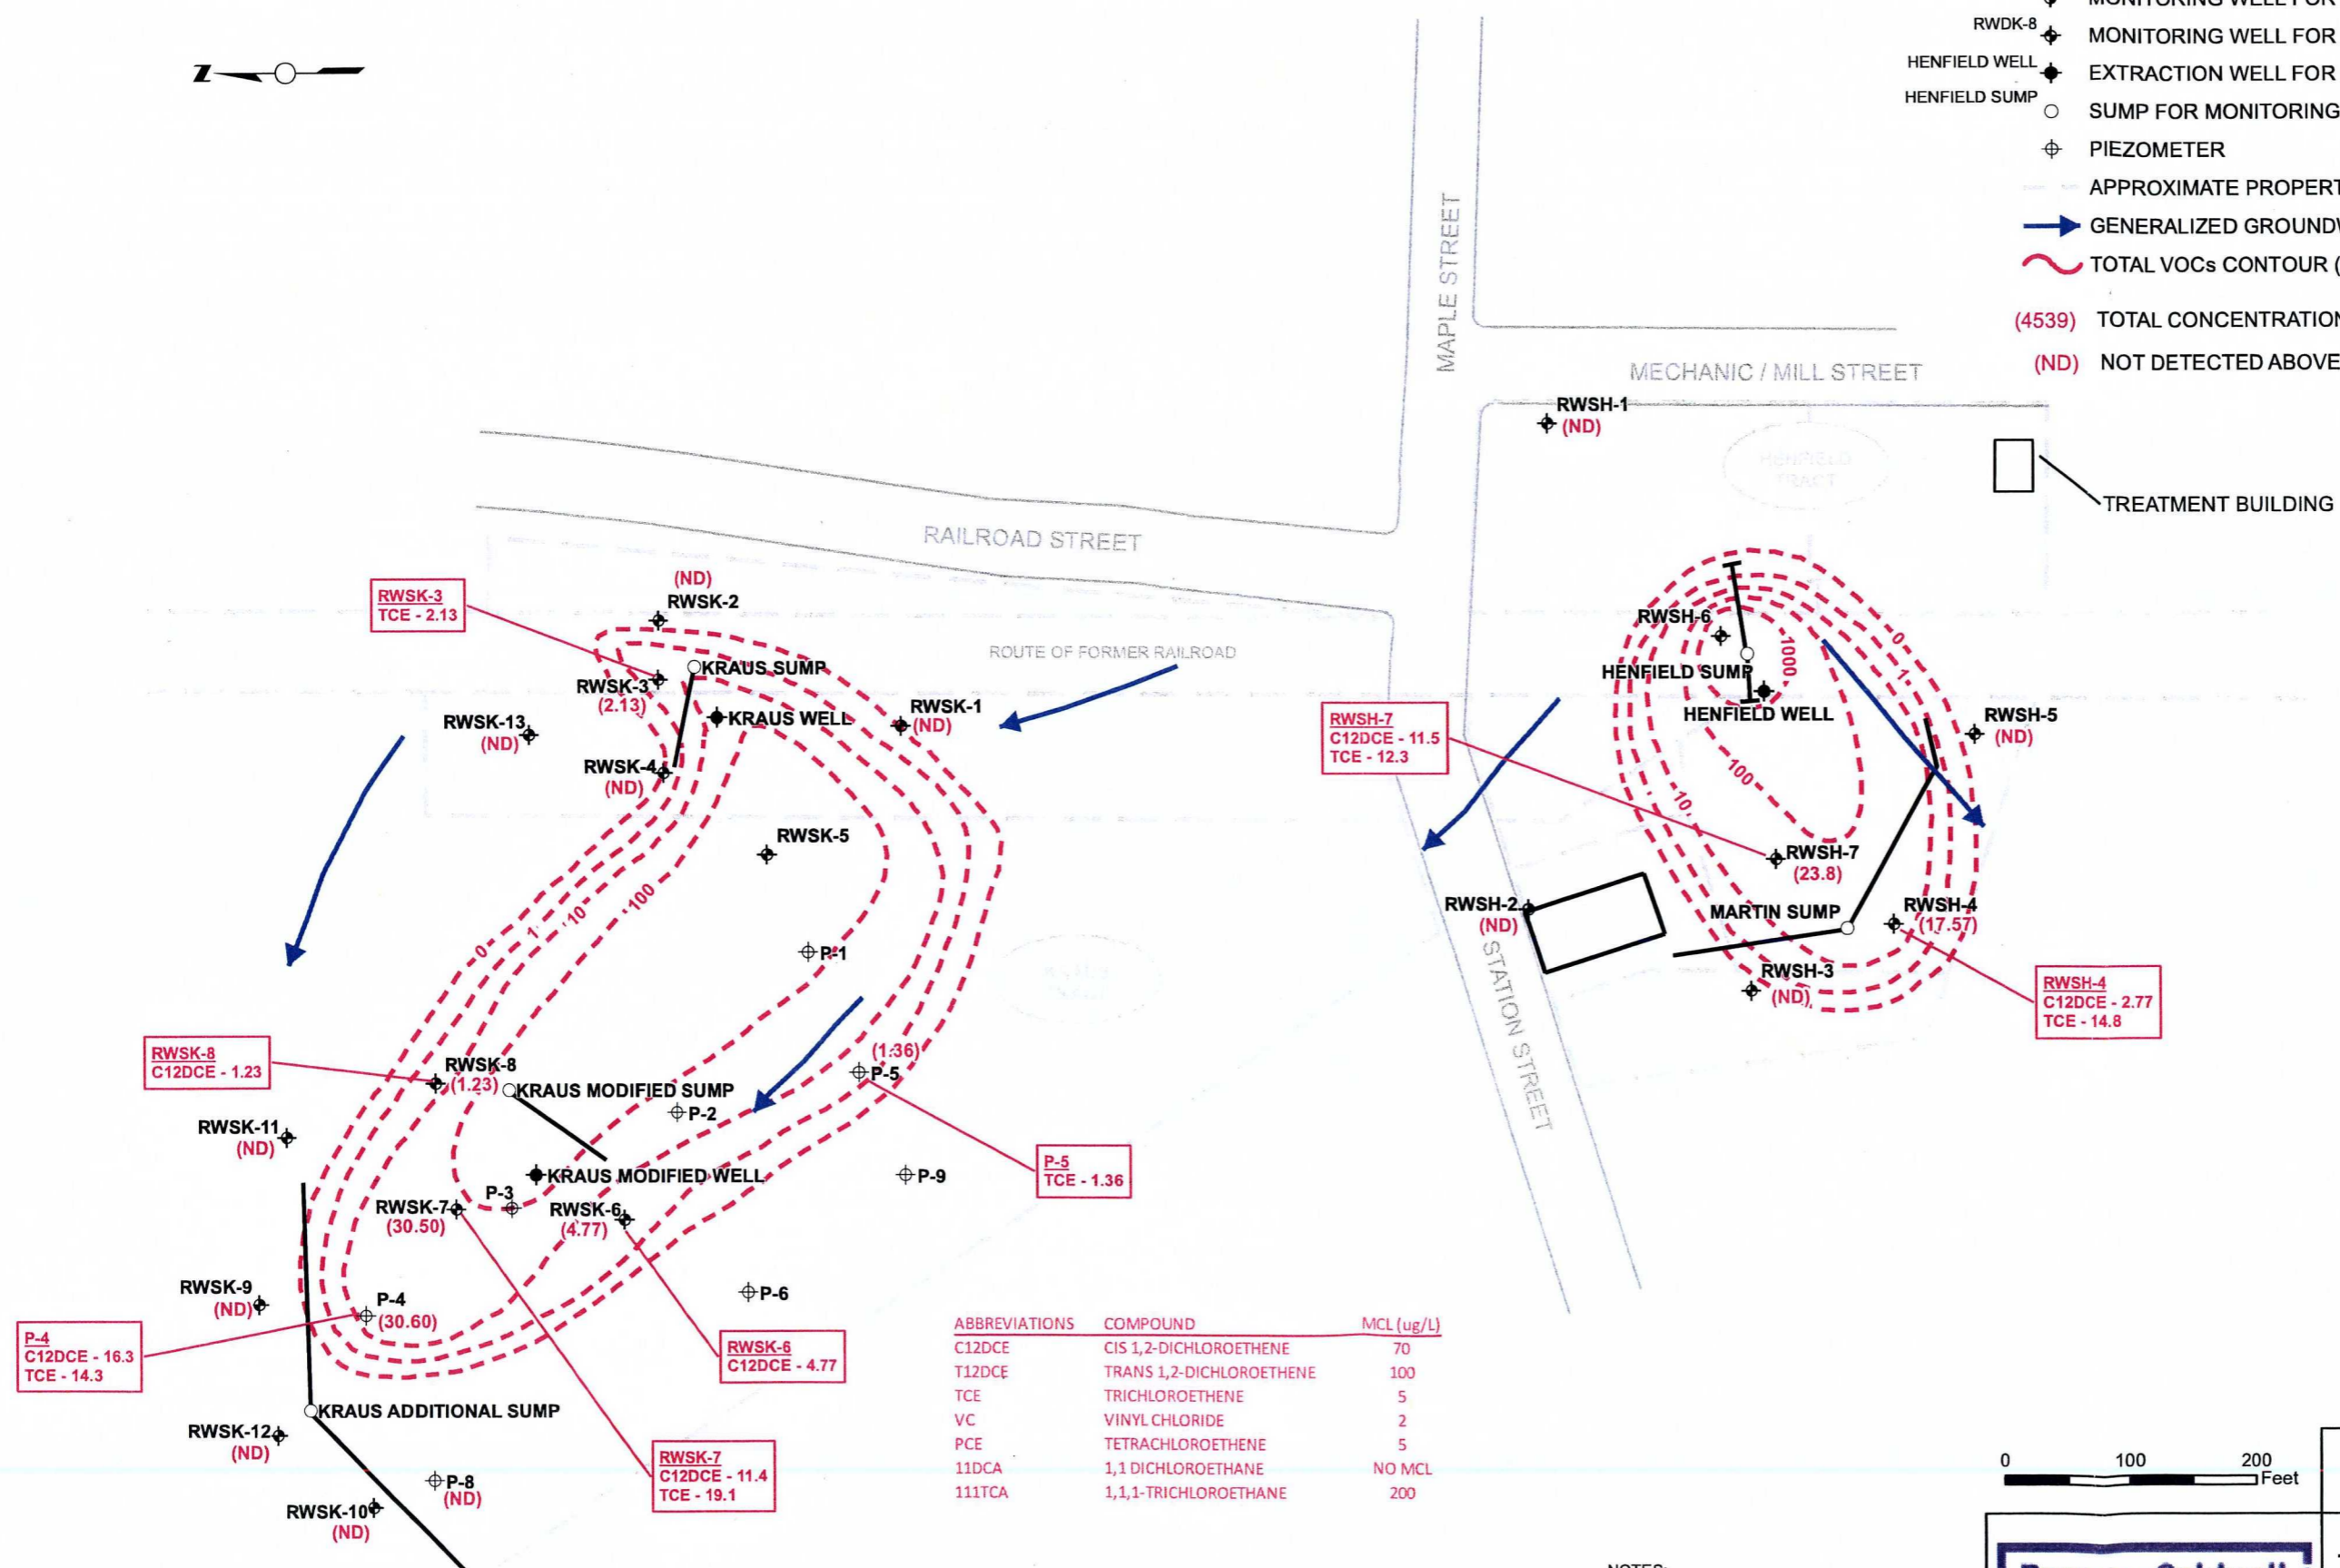 Z
RWDK-8
MONITORING WELL FOR
HENFIELD WELL
EXTRACTION WELL FOR
HENFIELD SUMP
SUMP FOR MONITORING
PIEZOMETER
APPROXIMATE PROPERT
GENERALIZED GROUND
TOTAL VOCs CONTOUR (
(4539) TOTAL CONCENTRATION
(ND) NOT DETECTED ABOVE
MAPLE STREET
MECHANIC / MILL STREET
RWSH-1
(ND)
HENFIELD
TRACT
TREATMENT BUILDING
RAILROAD STREET
ROUTE OF FORMER RAILROAD
STATION STREET
RWSK-3
TCE - 2.13
(ND)
RWSK-2
KRAUS SUMP
RWSK-3
(2.13)
KRAUS WELL
RWSK-1
(ND)
RWSK-13
(ND)
RWSK-4
(ND)
RWSK-5
0
1
10
100
P-1
RWSK-8
C12DCE - 1.23
RWSK-8
(1.23)
KRAUS MODIFIED SUMP
P-2
(1.36)
P-5
P-5
TCE - 1.36
RWSK-11
(ND)
KRAUS MODIFIED WELL
P-9
P-3
RWSK-7
(30.50)
RWSK-6
(4.77)
RWSK-9
(ND)
P-4
(30.60)
P-6
P-4
C12DCE - 16.3
TCE - 14.3
RWSK-6
C12DCE - 4.77
KRAUS ADDITIONAL SUMP
RWSK-12
(ND)
RWSK-7
C12DCE - 11.4
TCE - 19.1
P-8
(ND)
RWSK-10
(ND)
RWSH-6
HENFIELD SUMP
HENFIELD WELL
1000
0
1
10
100
RWSH-5
(ND)
RWSH-7
C12DCE - 11.5
TCE - 12.3
RWSH-7
(23.8)
RWSH-2
(ND)
MARTIN SUMP
RWSH-4
(17.57)
RWSH-3
(ND)
RWSH-4
C12DCE - 2.77
TCE - 14.8
ABBREVIATIONS COMPOUND MCL (ug/L)
C12DCE CIS 1,2-DICHLOROETHENE 70
T12DCE TRANS 1,2-DICHLOROETHENE 100
TCE TRICHLOROETHENE 5
VC VINYL CHLORIDE 2
PCE TETRACHLOROETHENE 5
11DCA 1,1 DICHLOROETHANE NO MCL
111TCA 1,1,1-TRICHLOROETHANE 200
0 100 200
Feet